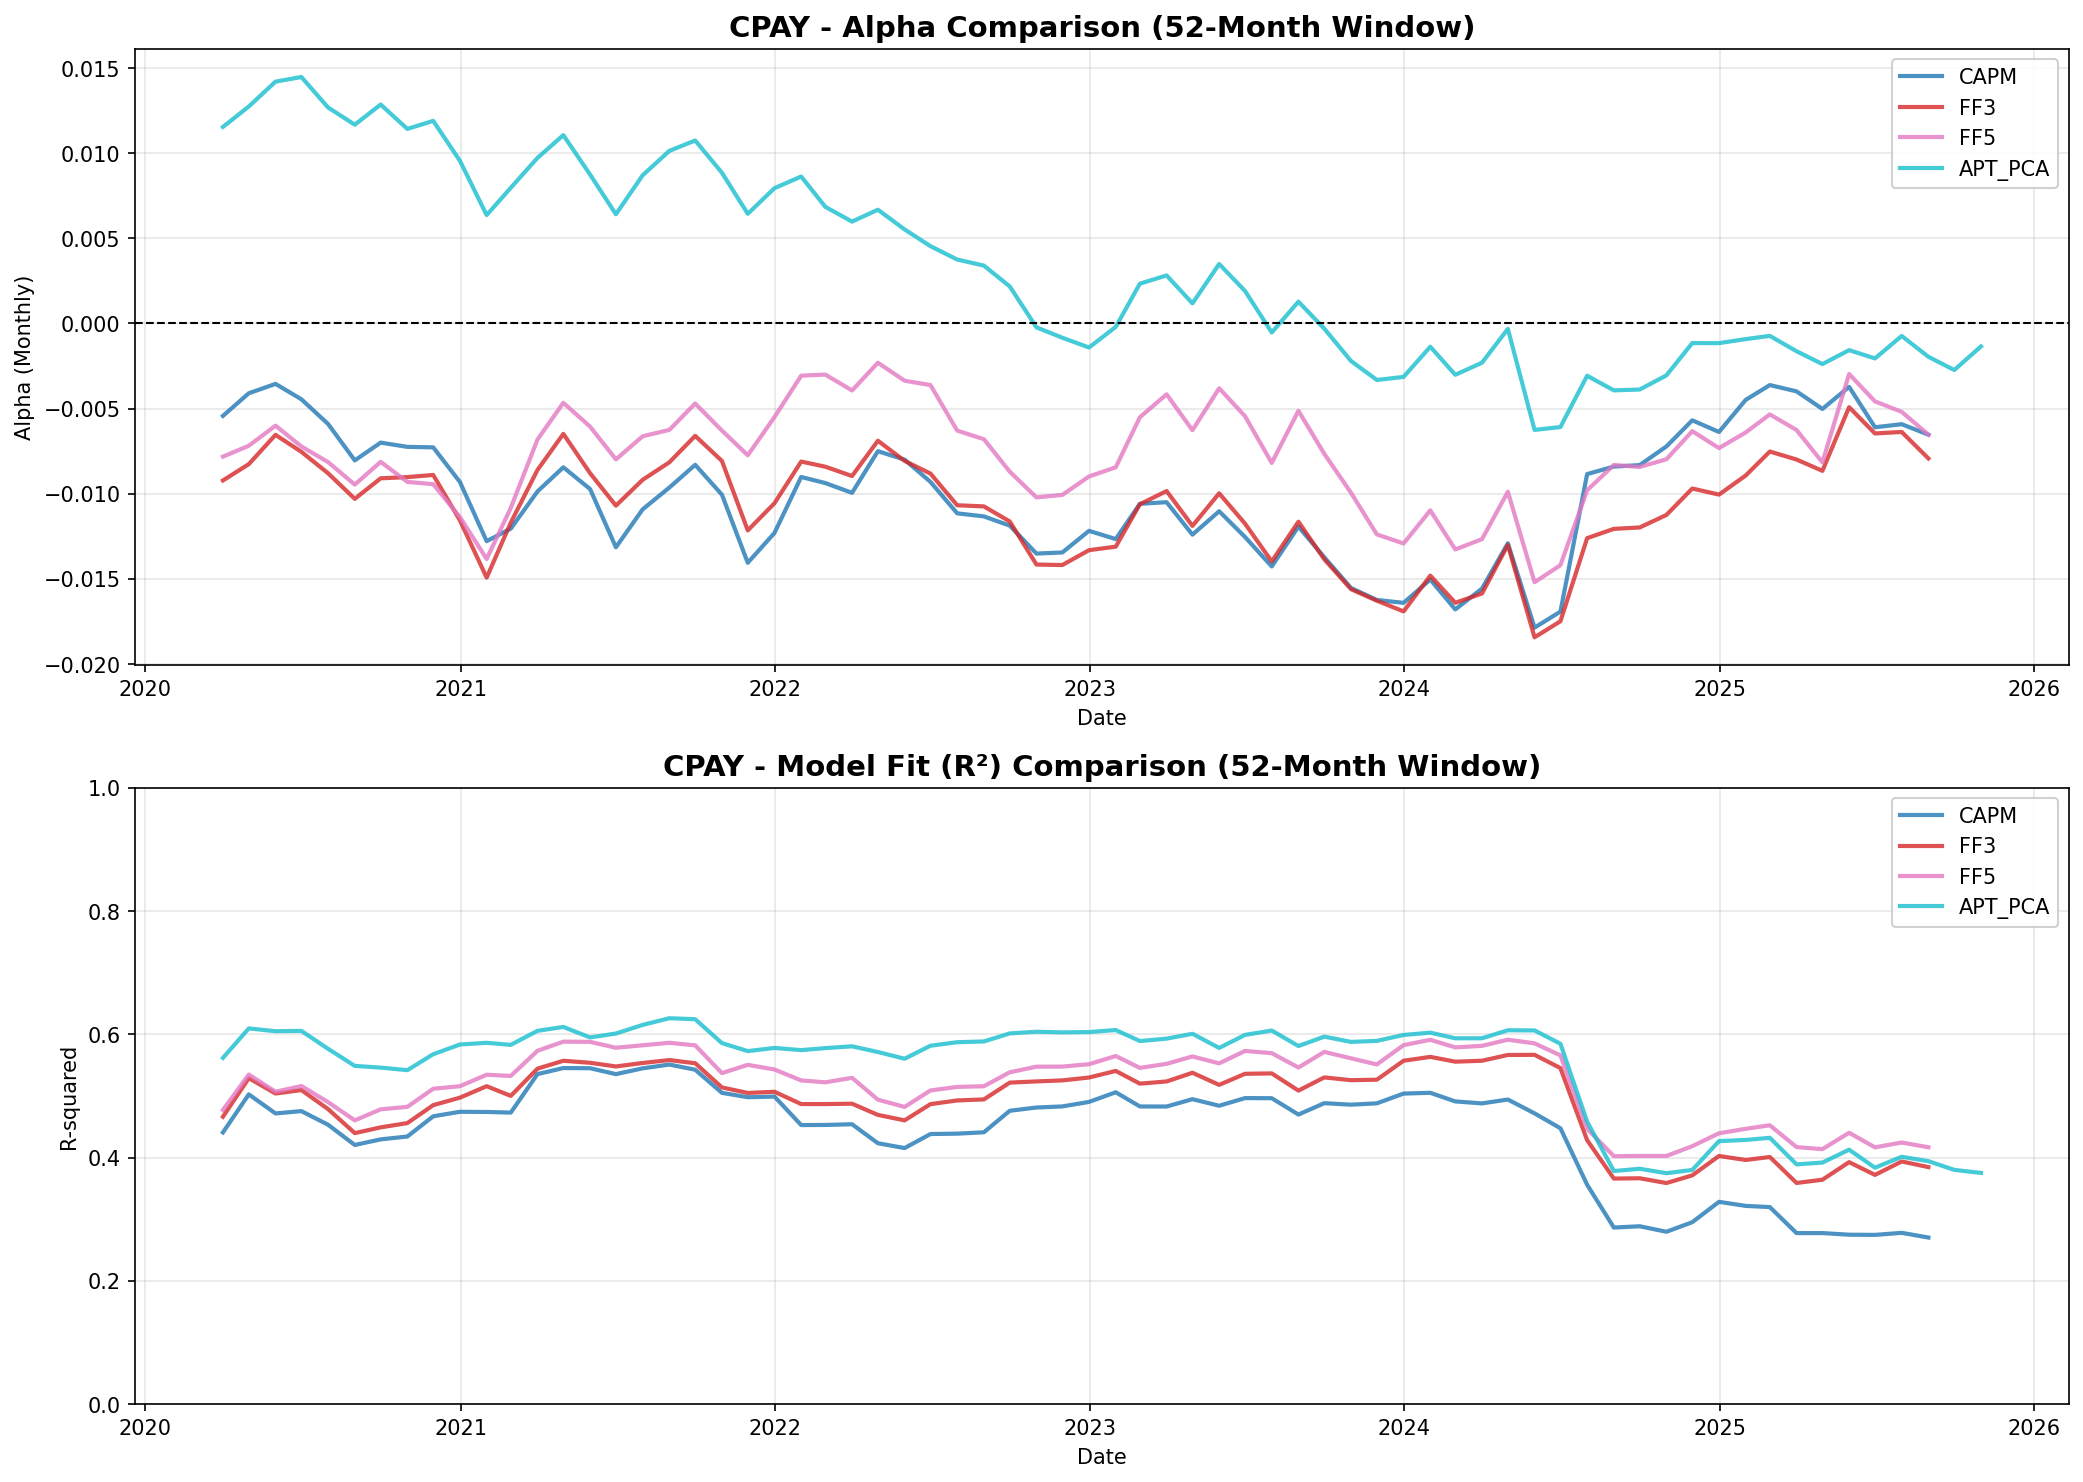 CPAY - Alpha Comparison (52-Month Window)
0.015
0.010
0.005
0.000
−0.005
−0.010
−0.015
−0.020
Alpha (Monthly)
CAPM
FF3
FF5
APT_PCA
2020 2021 2022 2023 2024 2025 2026
Date
CPAY - Model Fit (R²) Comparison (52-Month Window)
1.0
0.8
0.6
0.4
0.2
0.0
R-squared
CAPM
FF3
FF5
APT_PCA
2020 2021 2022 2023 2024 2025 2026
Date